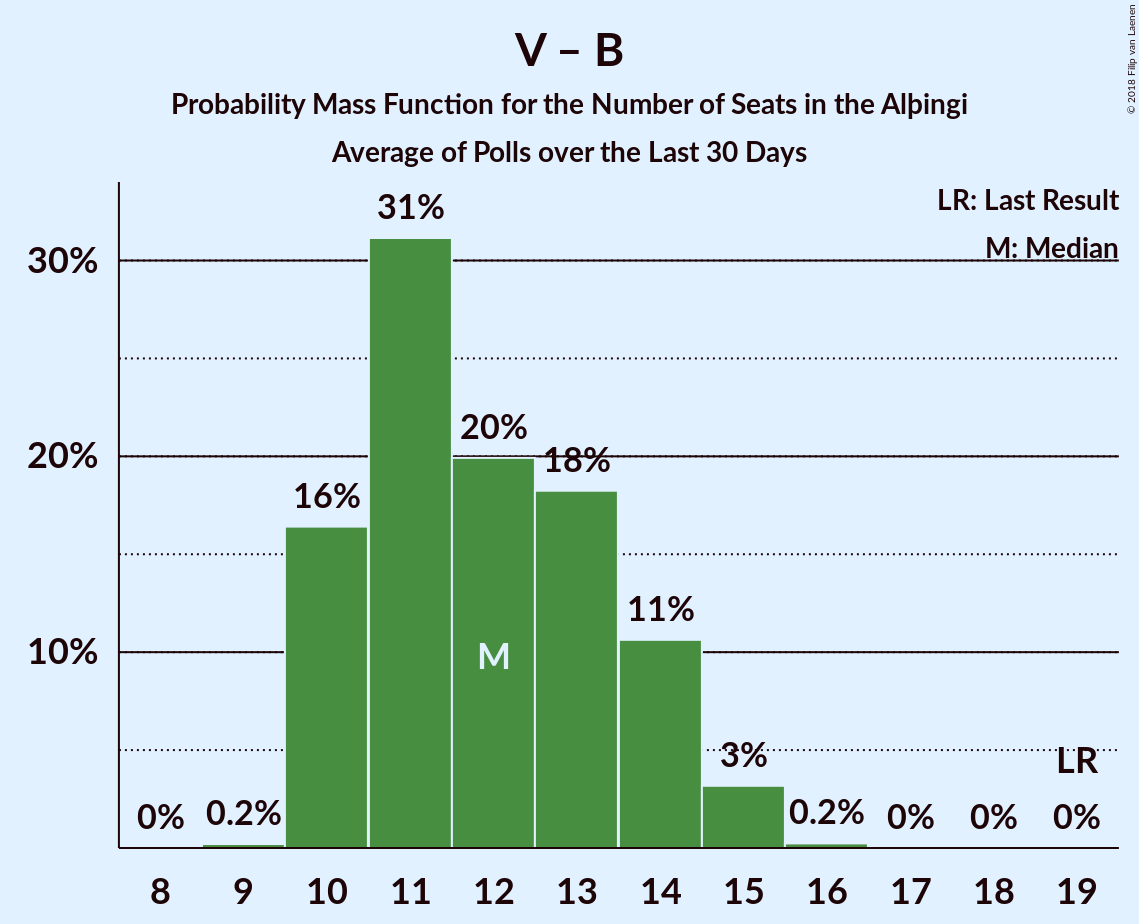 V – B
Probability Mass Function for the Number of Seats in the Alþingi
Average of Polls over the Last 30 Days
© 2018 Filip van Laenen
LR: Last Result
M: Median
30%
20%
10%
0%
0.2%
16%
31%
20%
18%
11%
3%
0.2%
0%
0%
0%
LR
M
8 9 10 11 12 13 14 15 16 17 18 19